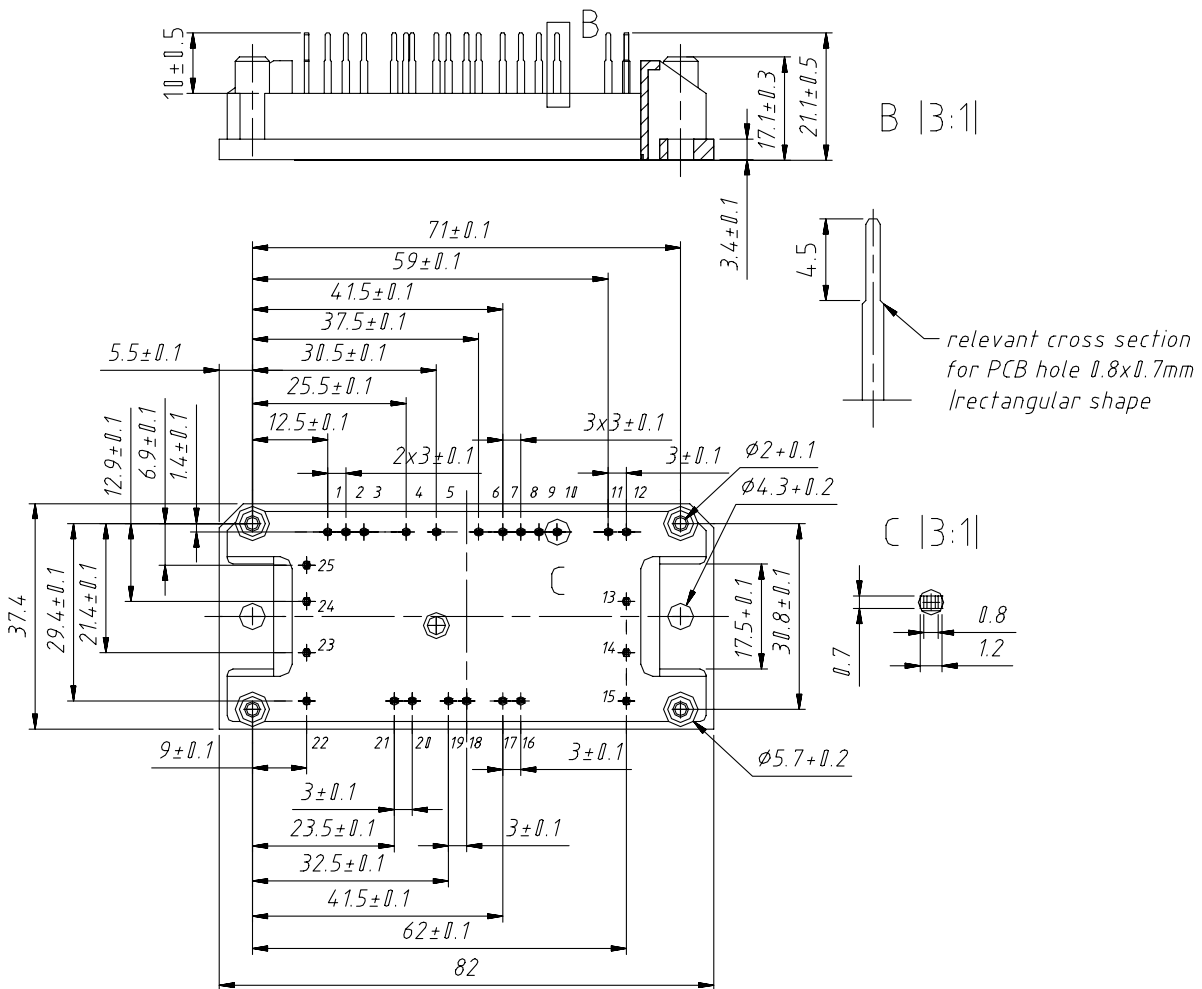 B
10±0.5
17.1±0.3
21.1±0.5
3.4±0.1
B |3:1|
4.5
relevant cross section
for PCB hole 0.8x0.7mm
|rectangular shape
71±0.1
59±0.1
41.5±0.1
37.5±0.1
5.5±0.1
30.5±0.1
25.5±0.1
12.5±0.1
3x3±0.1
2x3±0.1
3±0.1
12.9±0.1
6.9±0.1
1.4±0.1
ϕ2+0.1
ϕ4.3+0.2
1 2 3 4 5 6 7 8 9 10 11 12
C
C |3:1|
25
24
23
13
14
15
37.4
29.4±0.1
21.4±0.1
17.5+0.1
30.8±0.1
0.7
0.8
1.2
22 21 20 19 18 17 16
ϕ5.7+0.2
9±0.1
3±0.1
3±0.1
23.5±0.1
3±0.1
32.5±0.1
41.5±0.1
62±0.1
82